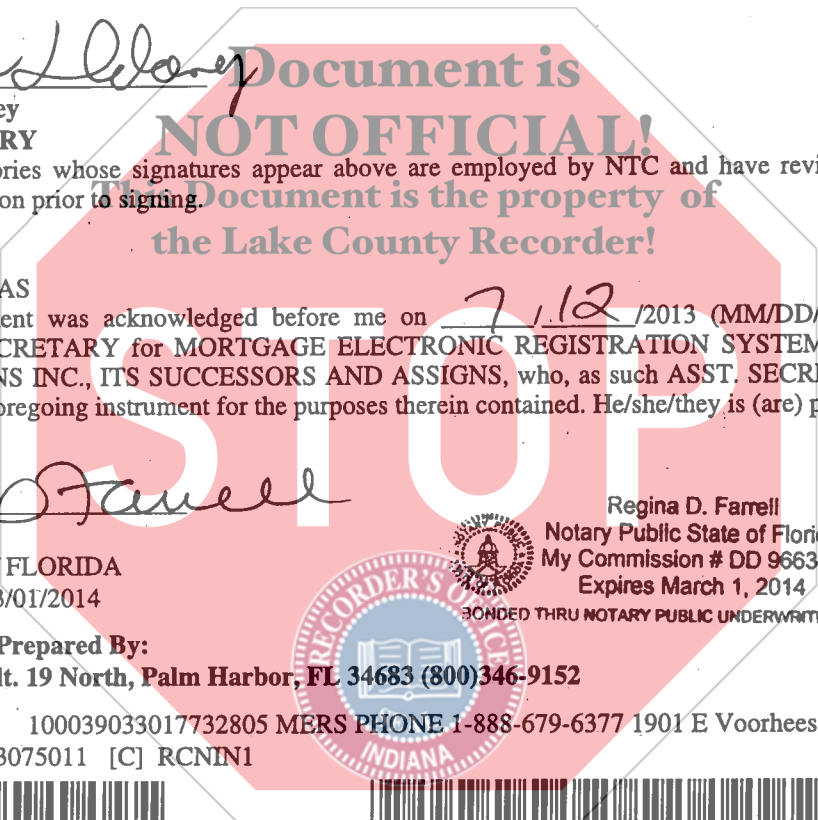 Document is
ey
NOT OFFICIAL!
RY
ories whose signatures appear above are employed by NTC and have revi
on prior to signing.
This Document is the property of
the Lake County Recorder!
AS
ent was acknowledged before me on 7/12/2013 (MM/DD/
CRETARY for MORTGAGE ELECTRONIC REGISTRATION SYSTEM
NS INC., ITS SUCCESSORS AND ASSIGNS, who, as such ASST. SECRE
oregoing instrument for the purposes therein contained. He/she/they is (are) p
STOP
Regina D. Farrell
Notary Public State of Flori
My Commission # DD 9663
Expires March 1, 2014
BONDED THRU NOTARY PUBLIC UNDERWRIT
FLORIDA
3/01/2014
RECORDER'S OFFICE
INDIANA
Prepared By:
lt. 19 North, Palm Harbor, FL 34683 (800)346-9152
100039033017732805 MERS PHONE 1-888-679-6377 1901 E Voorhees
3075011 [C] RCNIN1